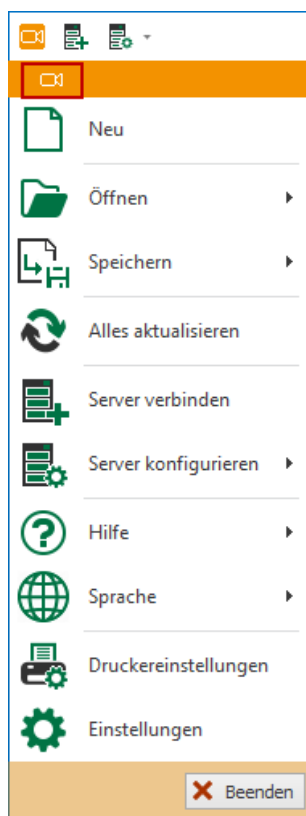 Neu
Öffnen
Speichern
Alles aktualisieren
Server verbinden
Server konfigurieren
Hilfe
Sprache
Druckereinstellungen
Einstellungen
Beenden